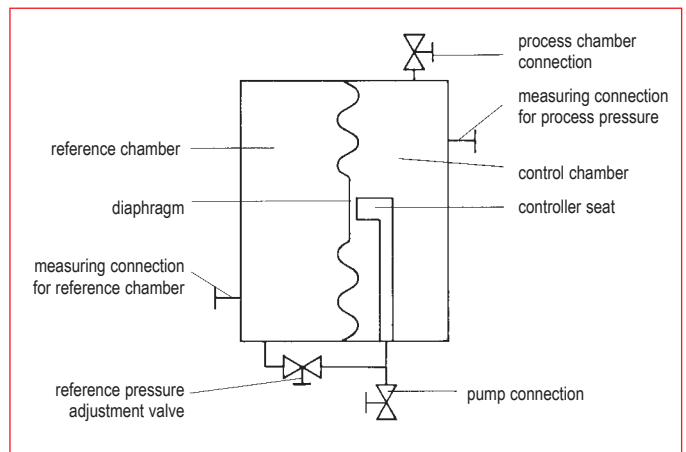 process chamber
connection
measuring connection
for process pressure
reference chamber
control chamber
diaphragm
controller seat
measuring connection
for reference chamber
reference pressure
adjustment valve
pump connection